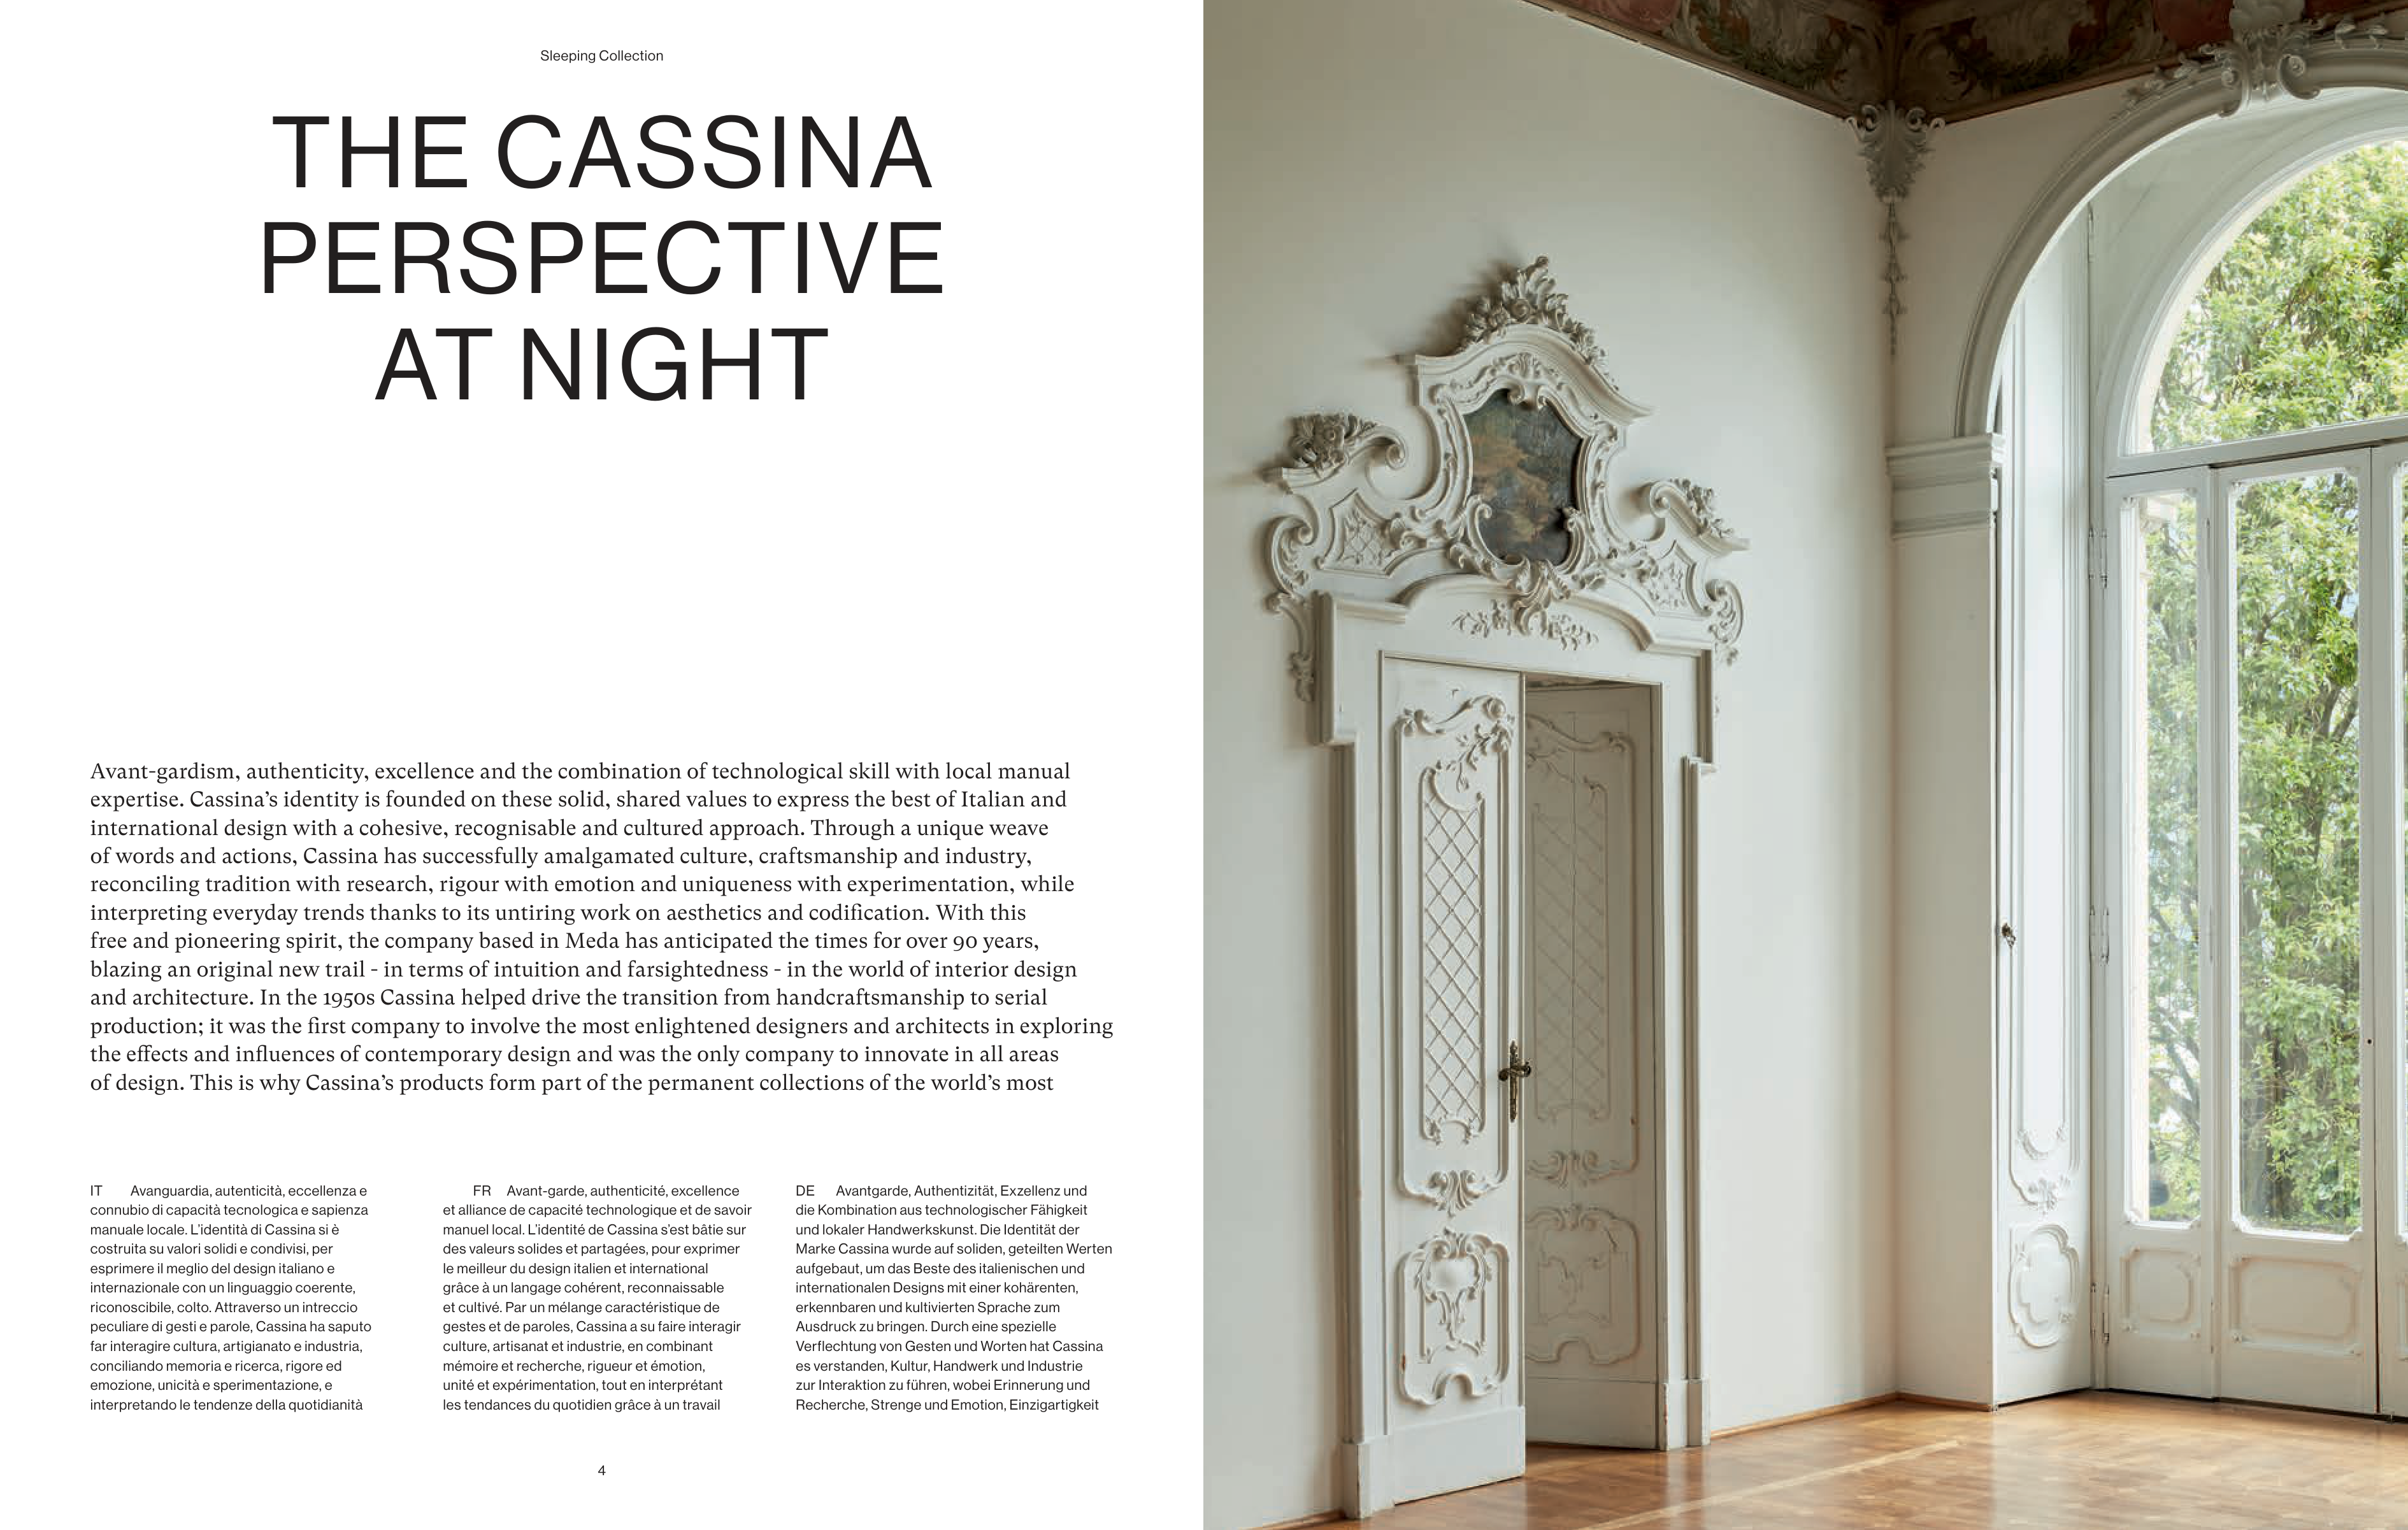 Sleeping Collection
THE CASSINA
PERSPECTIVE
AT NIGHT
Avant-gardism, authenticity, excellence and the combination of technological skill with local manual
expertise. Cassina’s identity is founded on these solid, shared values to express the best of Italian and
international design with a cohesive, recognisable and cultured approach. Through a unique weave
of words and actions, Cassina has successfully amalgamated culture, craftsmanship and industry,
reconciling tradition with research, rigour with emotion and uniqueness with experimentation, while
interpreting everyday trends thanks to its untiring work on aesthetics and codification. With this
free and pioneering spirit, the company based in Meda has anticipated the times for over 90 years,
blazing an original new trail - in terms of intuition and farsightedness - in the world of interior design
and architecture. In the 1950s Cassina helped drive the transition from handcraftsmanship to serial
production; it was the first company to involve the most enlightened designers and architects in exploring
the effects and influences of contemporary design and was the only company to innovate in all areas
of design. This is why Cassina’s products form part of the permanent collections of the world’s most
IT Avanguardia, autenticità, eccellenza e
connubio di capacità tecnologica e sapienza
manuale locale. L’identità di Cassina si è
costruita su valori solidi e condivisi, per
esprimere il meglio del design italiano e
internazionale con un linguaggio coerente,
riconoscibile, colto. Attraverso un intreccio
peculiare di gesti e parole, Cassina ha saputo
far interagire cultura, artigianato e industria,
conciliando memoria e ricerca, rigore ed
emozione, unicità e sperimentazione, e
interpretando le tendenze della quotidianità
FR Avant-garde, authenticité, excellence
et alliance de capacité technologique et de savoir
manuel local. L’identité de Cassina s’est bâtie sur
des valeurs solides et partagées, pour exprimer
le meilleur du design italien et international
grâce à un langage cohérent, reconnaissable
et cultivé. Par un mélange caractéristique de
gestes et de paroles, Cassina a su faire interagir
culture, artisanat et industrie, en combinant
mémoire et recherche, rigueur et émotion,
unité et expérimentation, tout en interprétant
les tendances du quotidien grâce à un travail
DE Avantgarde, Authentizität, Exzellenz und
die Kombination aus technologischer Fähigkeit
und lokaler Handwerkskunst. Die Identität der
Marke Cassina wurde auf soliden, geteilten Werten
aufgebaut, um das Beste des italienischen und
internationalen Designs mit einer kohärenten,
erkennbaren und kultivierten Sprache zum
Ausdruck zu bringen. Durch eine spezielle
Verflechtung von Gesten und Worten hat Cassina
es verstanden, Kultur, Handwerk und Industrie
zur Interaktion zu führen, wobei Erinnerung und
Recherche, Strenge und Emotion, Einzigartigkeit
4